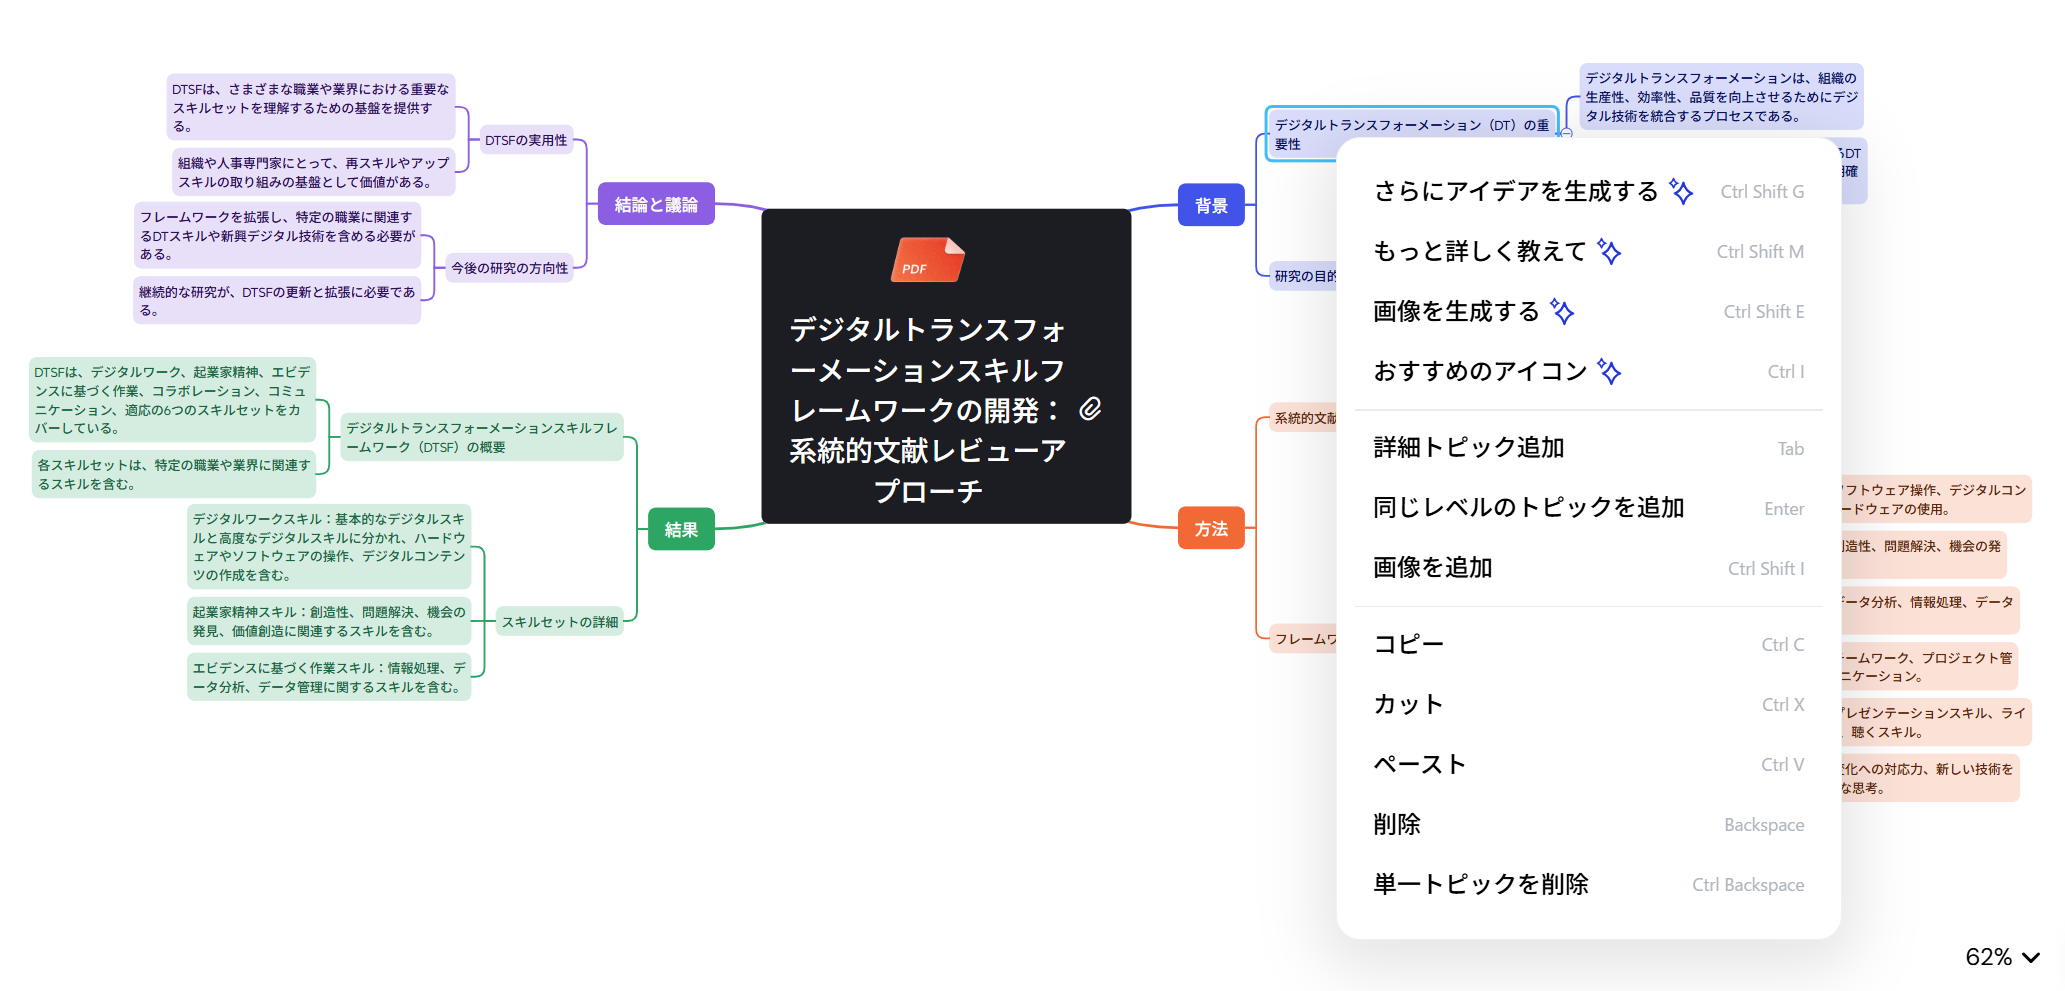 DTSFは、さまざまな職業や業界における重要な
スキルセットを理解するための基盤を提供す
る。
組織や人事専門家にとって、再スキルやアップ
スキルの取り組みの基盤として価値がある。
DTSFの実用性
フレームワークを拡張し、特定の職業に関連す
るDTスキルや新興デジタル技術を含める必要が
ある。
継続的な研究が、DTSFの更新と拡張に必要であ
る。
今後の研究の方向性
結論と議論
DTSFは、デジタルワーク、起業家精神、エビデ
ンスに基づく作業、コラボレーション、コミュ
ニケーション、適応の6つのスキルセットをカ
バーしている。
各スキルセットは、特定の職業や業界に関連す
るスキルを含む。
デジタルトランスフォーメーションスキルフレ
ームワーク（DTSF）の概要
デジタルワークスキル：基本的なデジタルスキ
ルと高度なデジタルスキルに分かれ、ハードウ
ェアやソフトウェアの操作、デジタルコンテン
ツの作成を含む。
起業家精神スキル：創造性、問題解決、機会の
発見、価値創造に関連するスキルを含む。
エビデンスに基づく作業スキル：情報処理、デ
ータ分析、データ管理に関するスキルを含む。
スキルセットの詳細
結果
PDF
デジタルトランスフォ
ーメーションスキルフ
レームワークの開発：
系統的文献レビューア
プローチ
背景
デジタルトランスフォーメーション（DT）の重
要性
デジタルトランスフォーメーションは、組織の
生産性、効率性、品質を向上させるためにデジ
タル技術を統合するプロセスである。
DT
確
研究の目的
方法
系統的文献
フレームワ
フトウェア操作、デジタルコン
ードウェアの使用。
造性、問題解決、機会の発
ータ分析、情報処理、データ
ームワーク、プロジェクト管
ニケーション。
レゼンテーションスキル、ライ
、聴くスキル。
化への対応力、新しい技術を
な思考。
さらにアイデアを生成する Ctrl Shift G
もっと詳しく教えて Ctrl Shift M
画像を生成する Ctrl Shift E
おすすめのアイコン Ctrl I
詳細トピック追加 Tab
同じレベルのトピックを追加 Enter
画像を追加 Ctrl Shift I
コピー Ctrl C
カット Ctrl X
ペースト Ctrl V
削除 Backspace
単一トピックを削除 Ctrl Backspace
62%